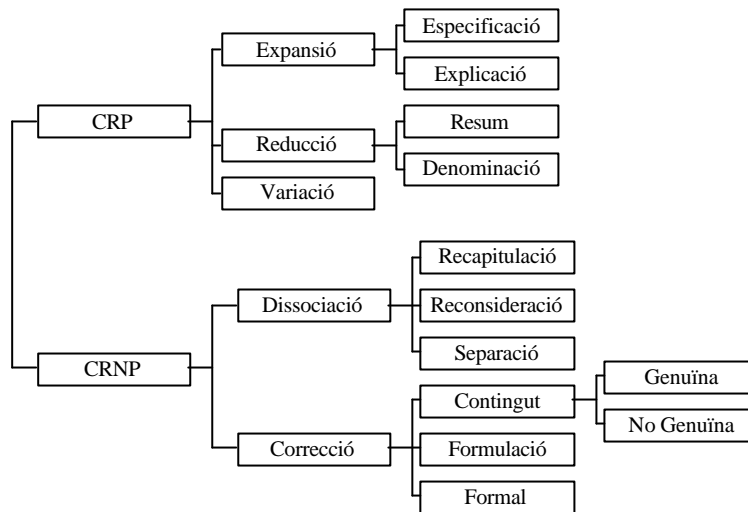 CRP
Expansió
Especificació
Explicació
Reducció
Resum
Denominació
Variació
CRNP
Dissociació
Recapitulació
Reconsideració
Separació
Correcció
Contingut
Genuïna
No Genuïna
Formulació
Formal